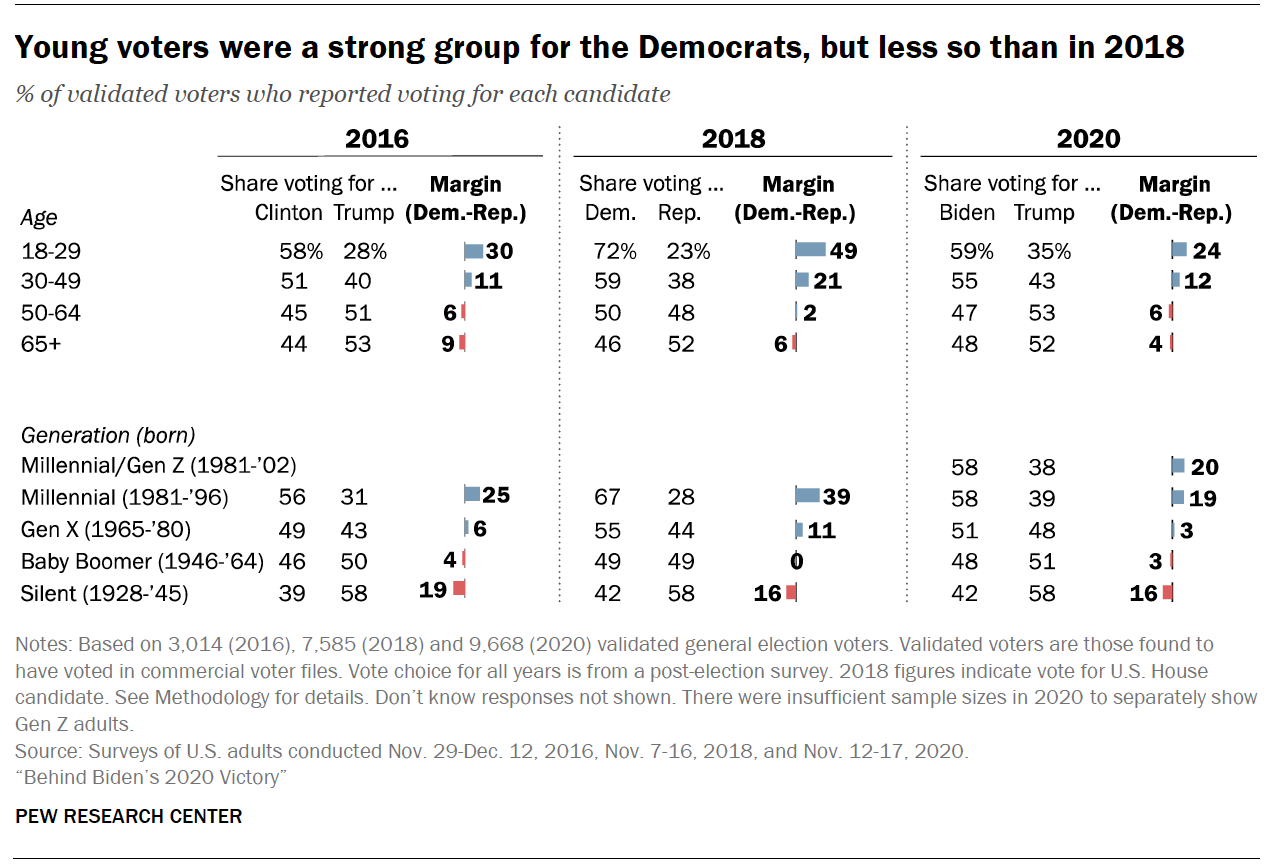 Young voters were a strong group for the Democrats, but less so than in 2018
% of validated voters who reported voting for each candidate
2016 2018 2020
Share voting for ... Margin Share voting ... Margin Share voting for ... Margin
Age Clinton Trump (Dem.-Rep.) Dem. Rep. (Dem.-Rep.) Biden Trump (Dem.-Rep.)
18-29 58% 28% 30 72% 23% 49 59% 35% 24
30-49 51 40 11 59 38 21 55 43 12
50-64 45 51 6 50 48 2 47 53 6
65+ 44 53 9 46 52 6 48 52 4
Generation (born)
Millennial/Gen Z (1981-’02) 58 38 20
Millennial (1981-’96) 56 31 25 67 28 39 58 39 19
Gen X (1965-’80) 49 43 6 55 44 11 51 48 3
Baby Boomer (1946-’64) 46 50 4 49 49 0 48 51 3
Silent (1928-’45) 39 58 19 42 58 16 42 58 16
Notes: Based on 3,014 (2016), 7,585 (2018) and 9,668 (2020) validated general election voters. Validated voters are those found to
have voted in commercial voter files. Vote choice for all years is from a post-election survey. 2018 figures indicate vote for U.S. House
candidate. See Methodology for details. Don’t know responses not shown. There were insufficient sample sizes in 2020 to separately show
Gen Z adults.
Source: Surveys of U.S. adults conducted Nov. 29-Dec. 12, 2016, Nov. 7-16, 2018, and Nov. 12-17, 2020.
“Behind Biden’s 2020 Victory”
PEW RESEARCH CENTER